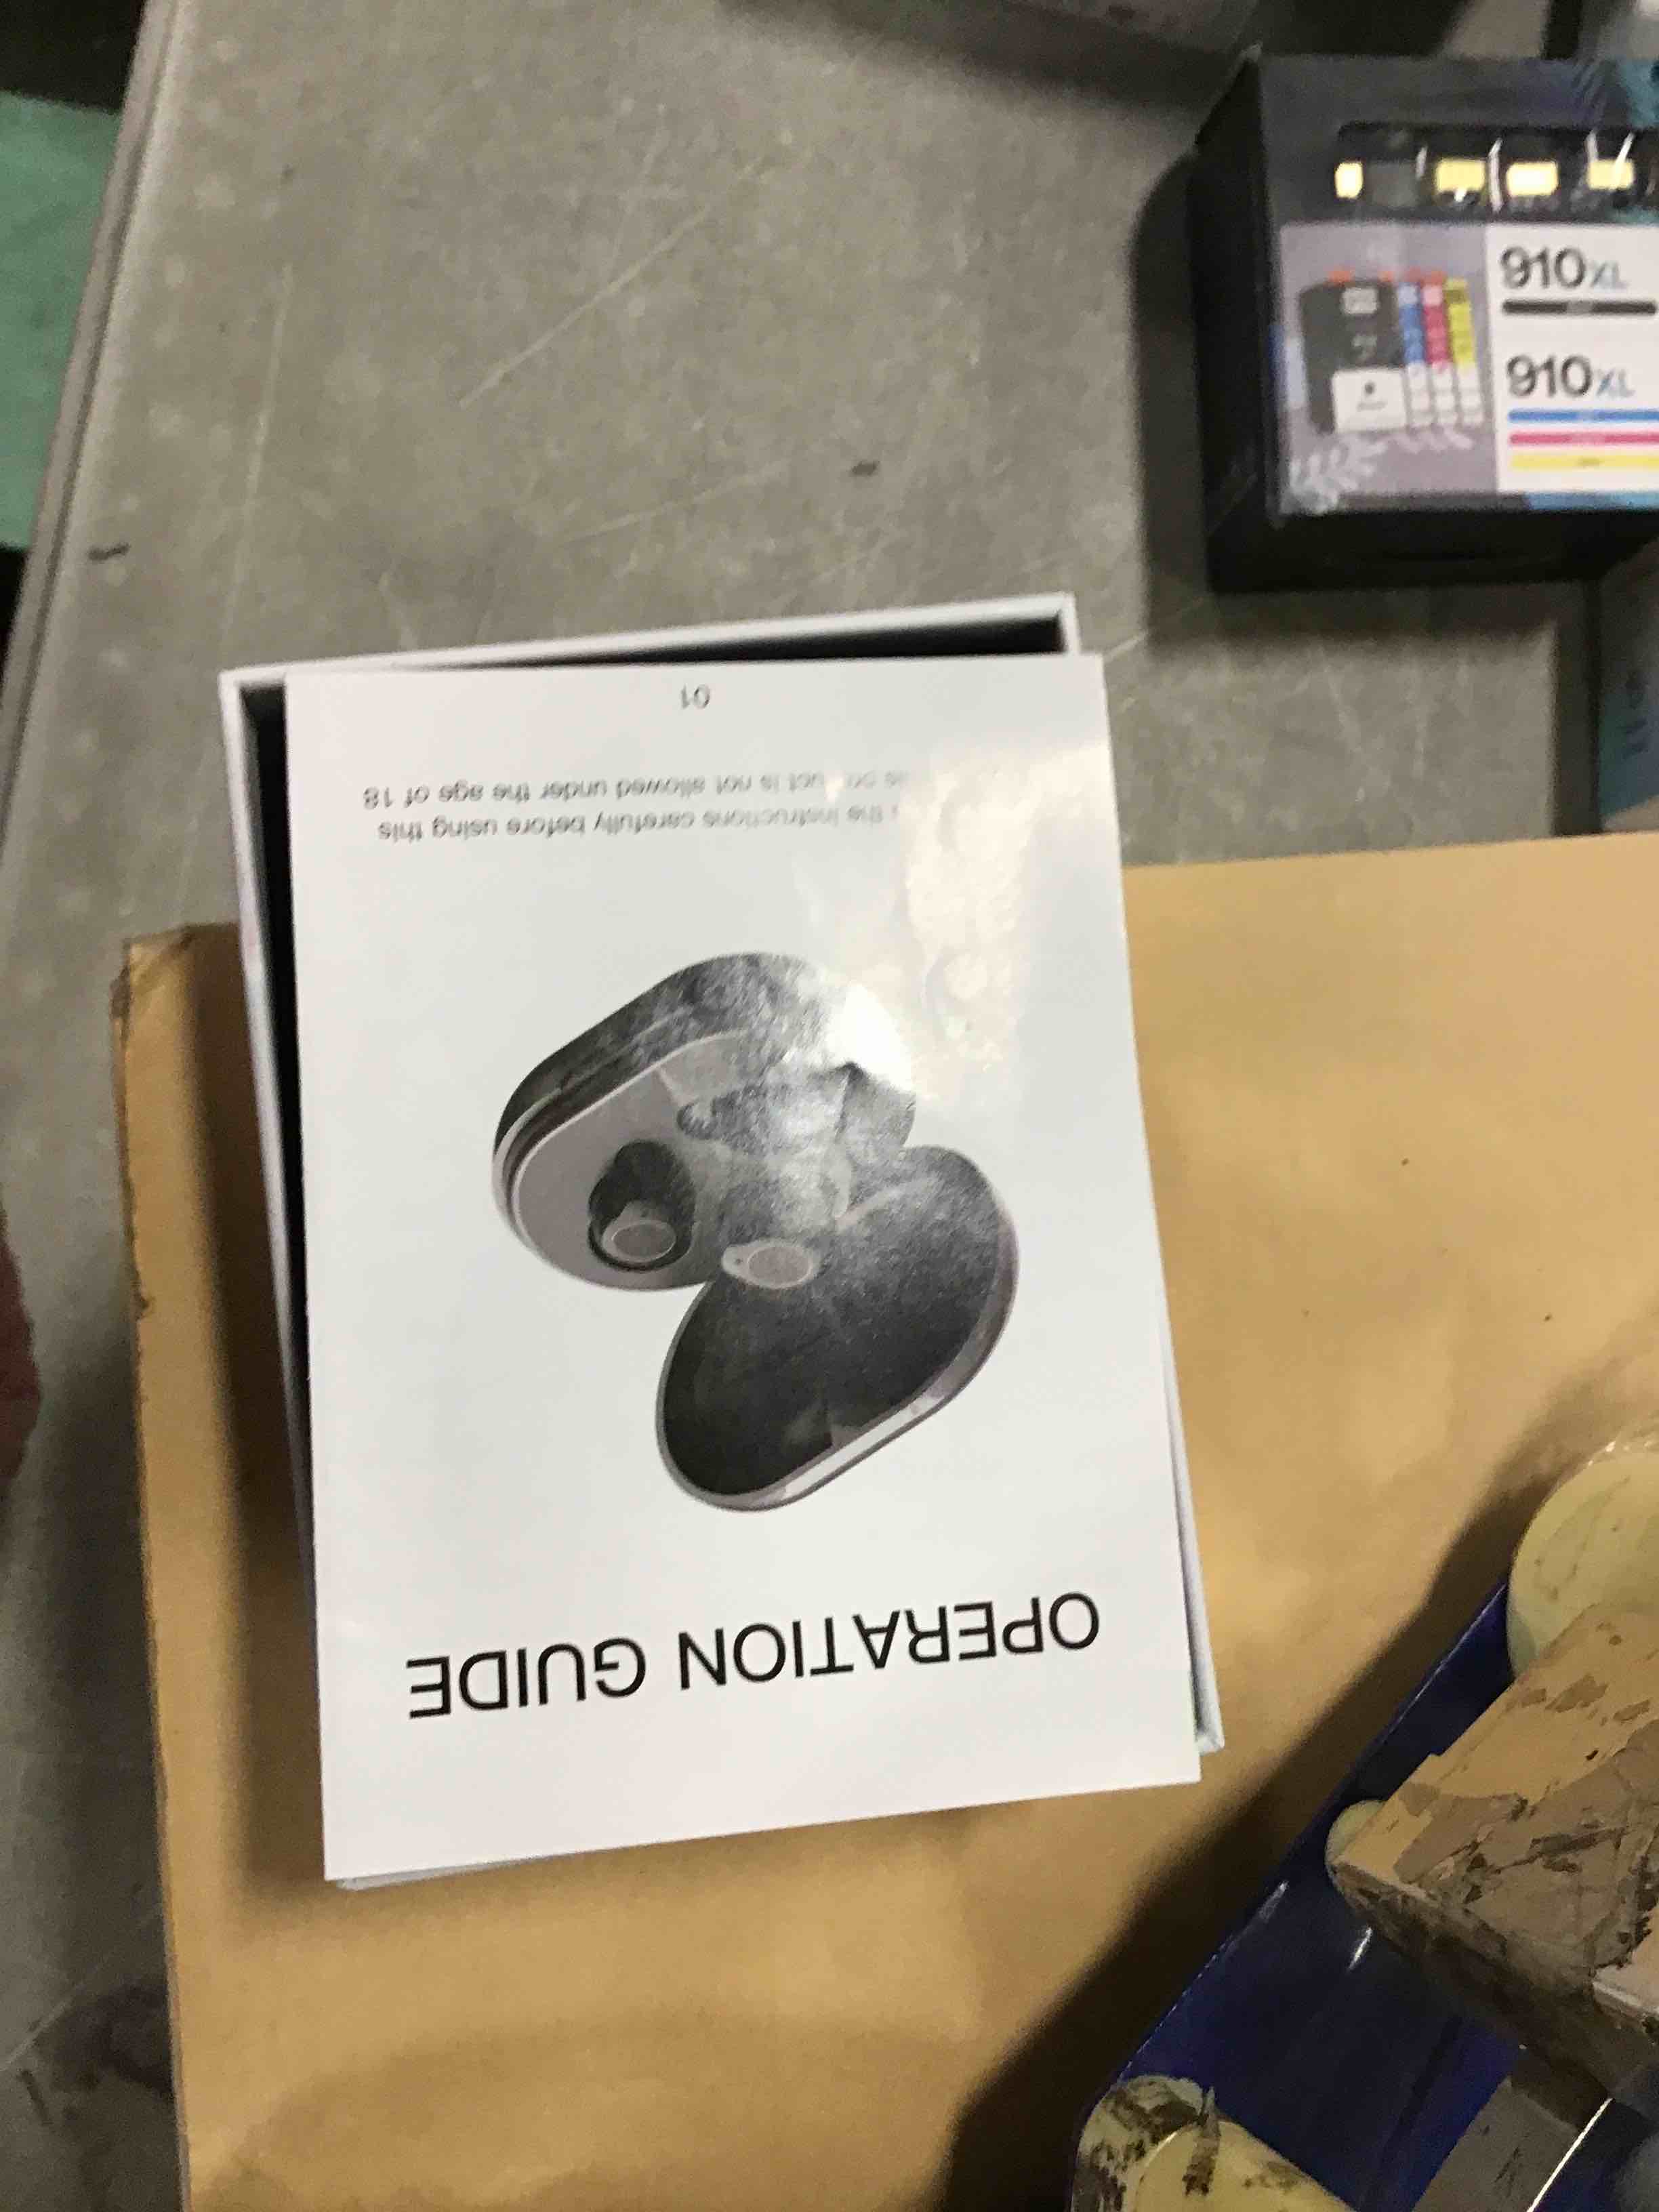 910XL
910XL
OPERATION GUIDE
the instructions carefully before using this
is not allowed under the age of 18
01